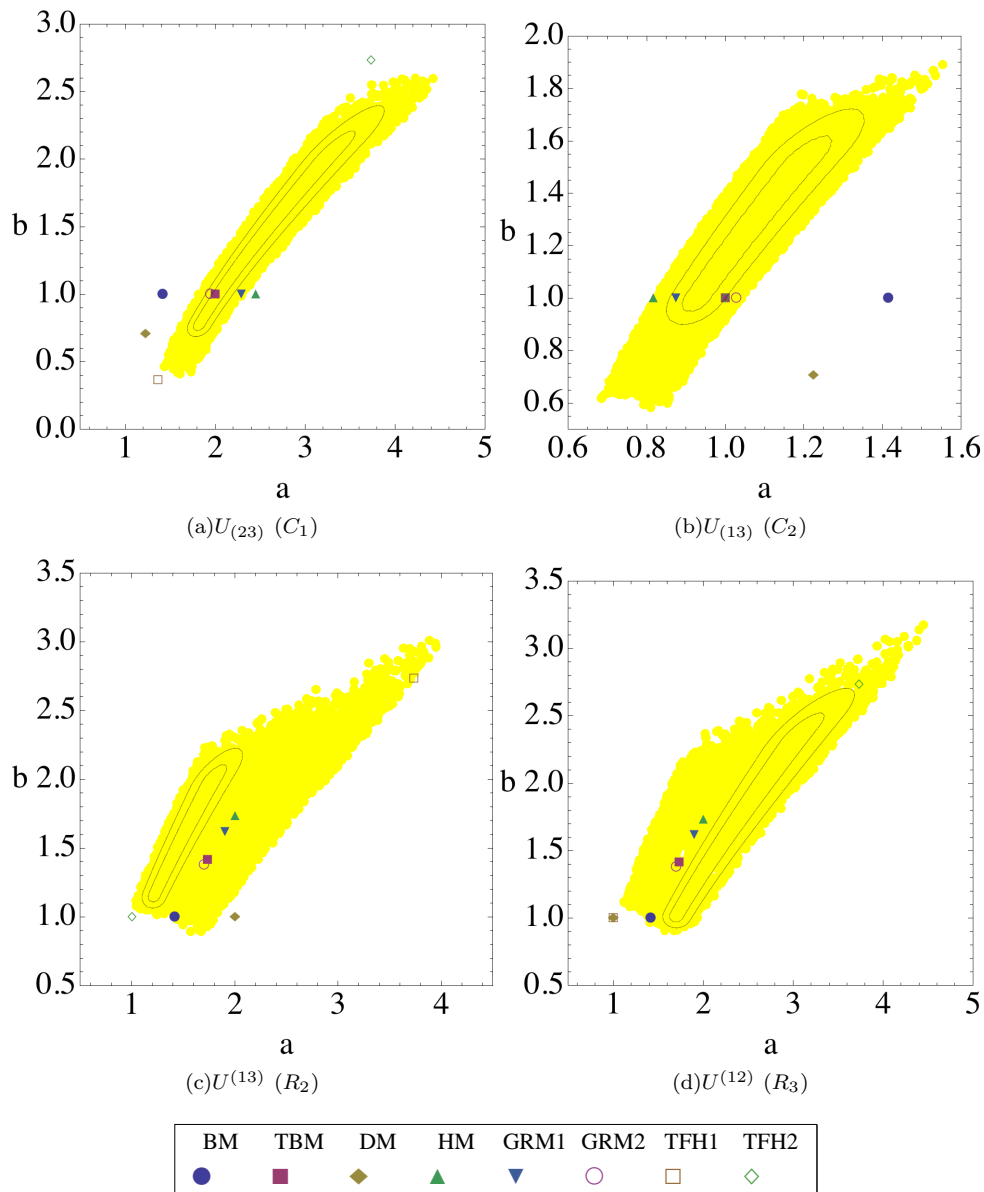 3.0
2.5
2.0
1.5
1.0
0.5
0.0
b
1 2 3 4 5
a
(a)U(23) (C1)
2.0
1.8
1.6
1.4
1.2
1.0
0.8
0.6
b
0.6 0.8 1.0 1.2 1.4 1.6
a
(b)U(13) (C2)
3.5
3.0
2.5
2.0
1.5
1.0
0.5
b
1 2 3 4
a
(c)U(13) (R2)
3.5
3.0
2.5
2.0
1.5
1.0
0.5
b
1 2 3 4 5
a
(d)U(12) (R3)
BM TBM DM HM GRM1 GRM2 TFH1 TFH2